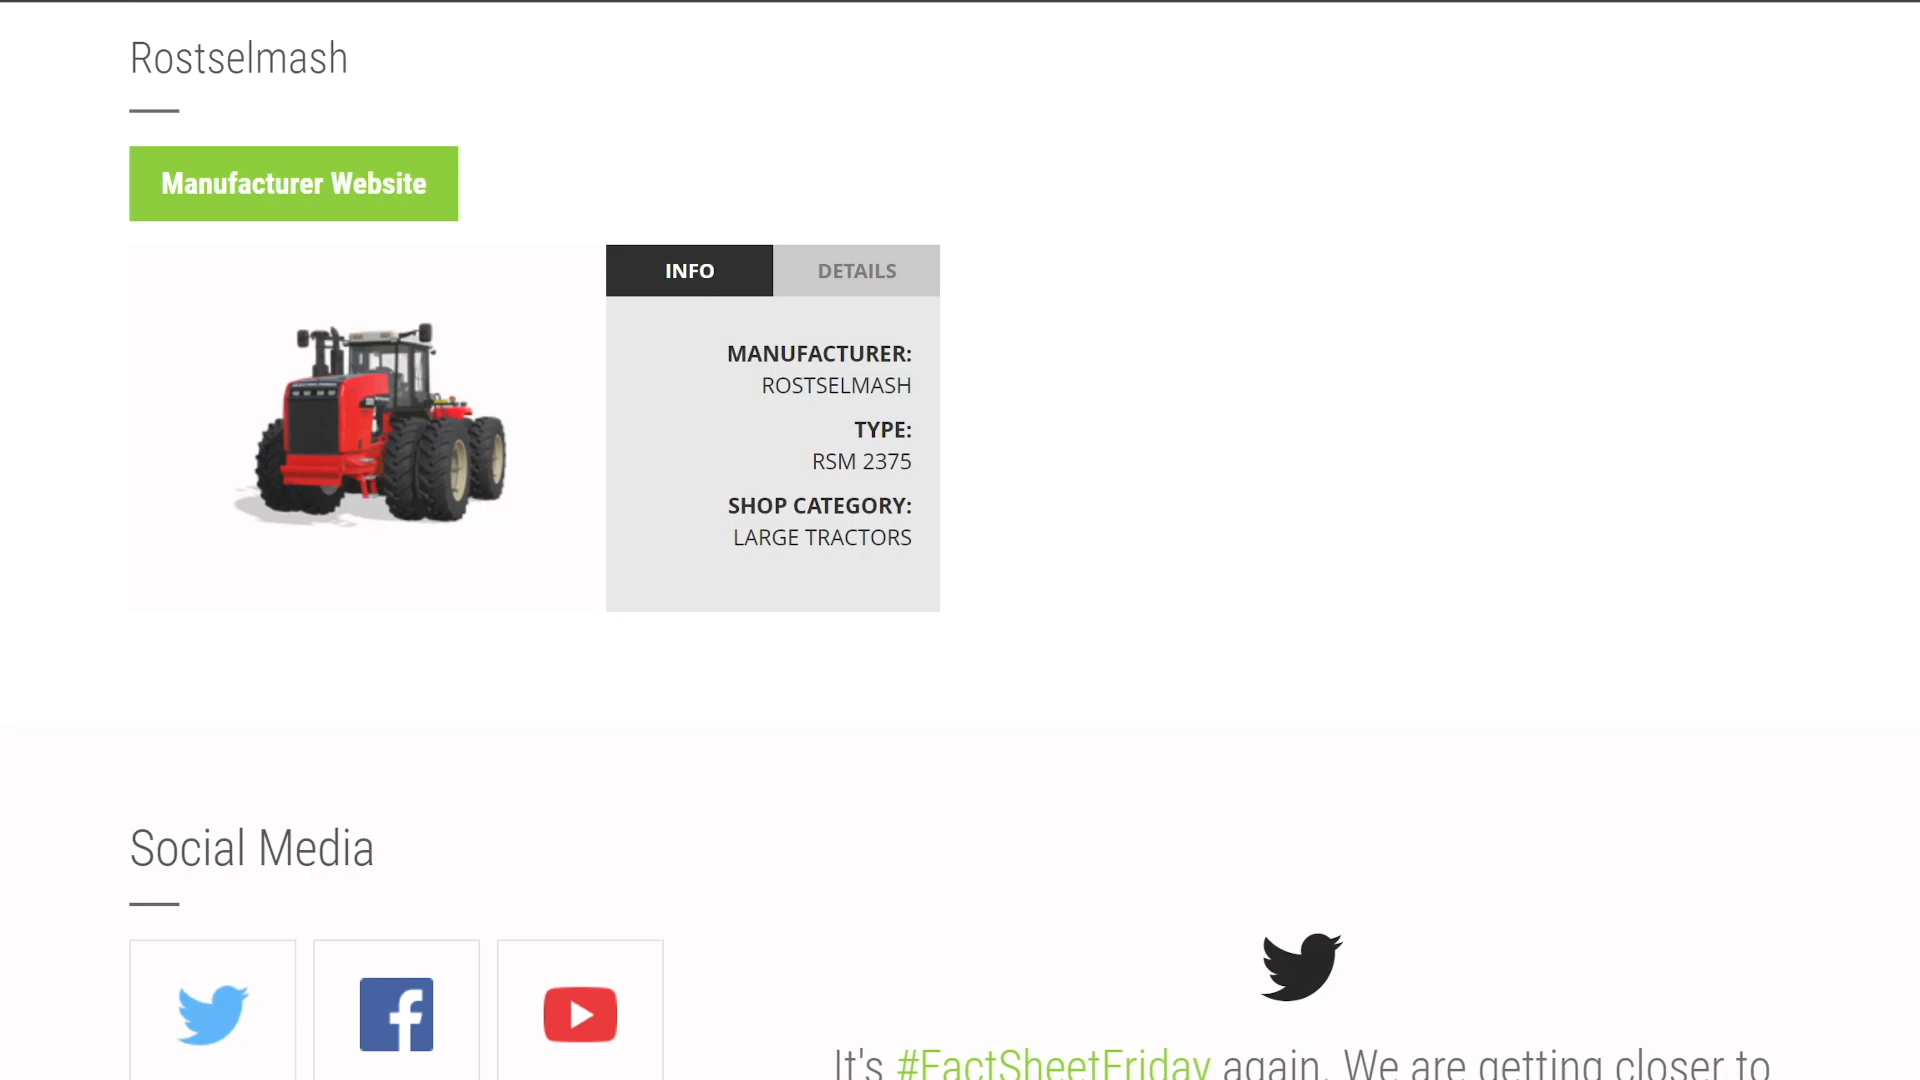 Rostselmash
Manufacturer Website
INFO
DETAILS
MANUFACTURER:
ROSTSELMASH
TYPE:
RSM 2375
SHOP CATEGORY:
LARGE TRACTORS
Social Media
It's #FactSheetFriday again. We are getting closer to